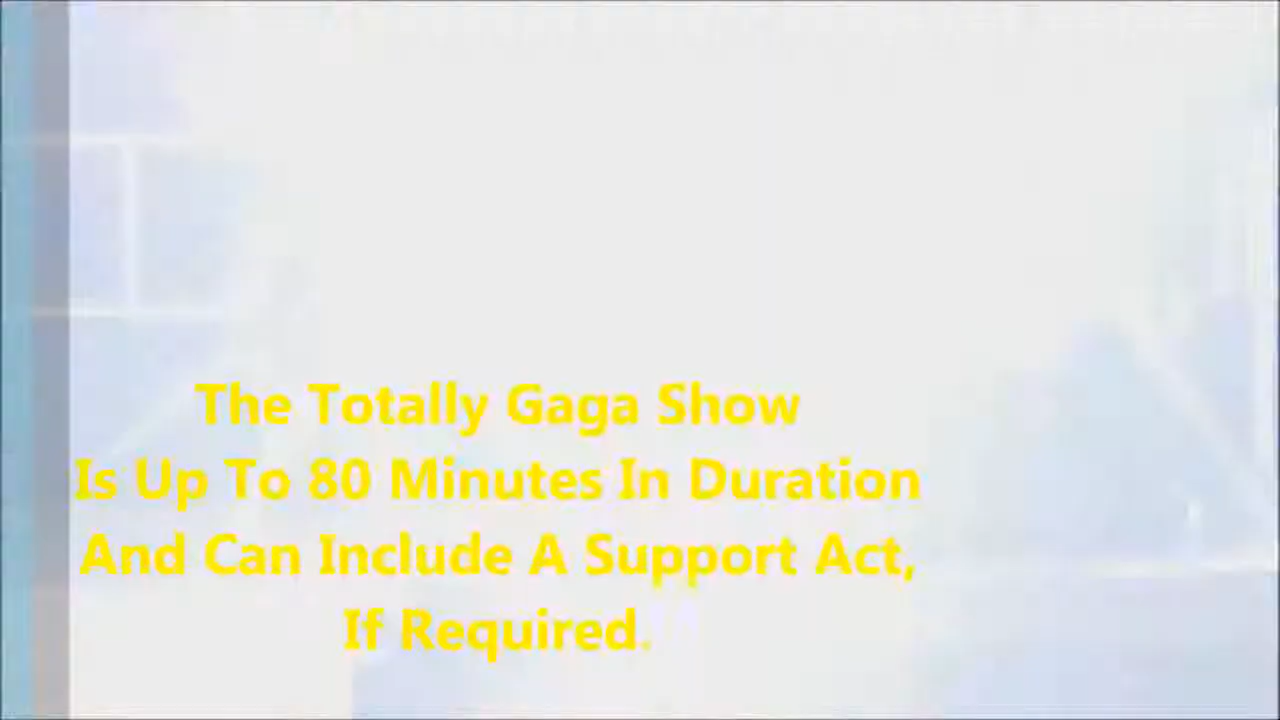 The Totally Gaga Show
Is Up To 80 Minutes In Duration
And Can Include A Support Act,
If Required.